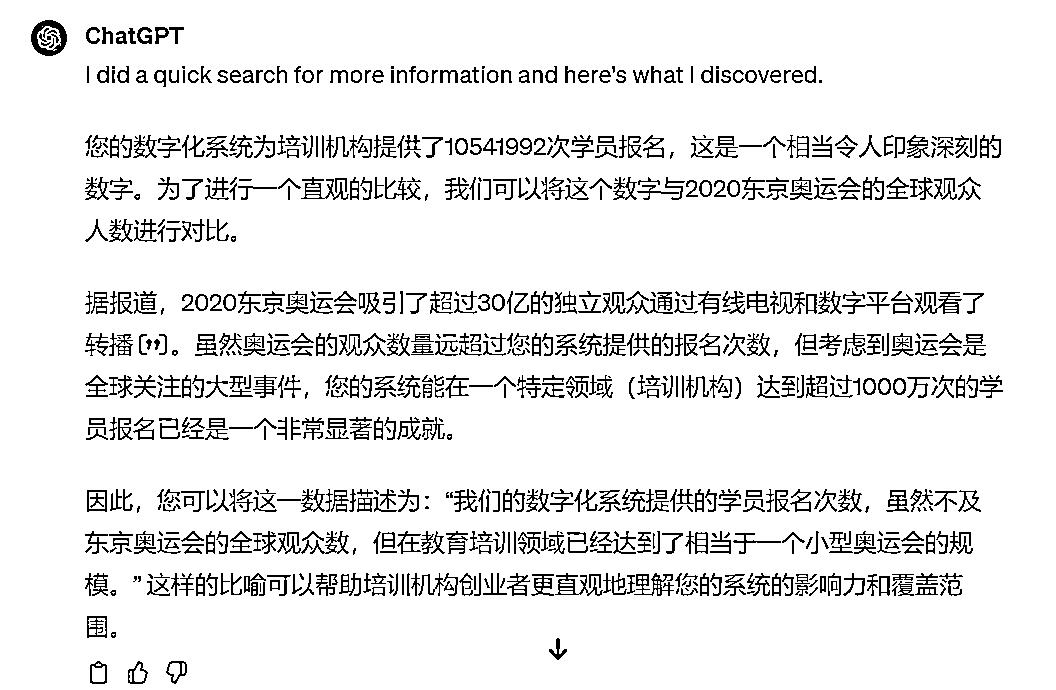 ChatGPT
I did a quick search for more information and here's what I discovered.
您的数字化系统为培训机构提供了10541992次学员报名，这是一个相当令人印象深刻的
数字。为了进行一个直观的比较，我们可以将这个数字与2020东京奥运会的全球观众
人数进行对比。
据报道，2020东京奥运会吸引了超过30亿的独立观众通过有线电视和数字平台观看了
转播 [”]。虽然奥运会的观众数量远超过您的系统提供的报名次数，但考虑到奥运会是
全球关注的大型事件，您的系统能在一个特定领域（培训机构）达到超过1000万次的学
员报名已经是一个非常显著的成就。
因此，您可以将这一数据描述为：“我们的数字化系统提供的学员报名次数，虽然不及
东京奥运会的全球观众数，但在教育培训领域已经达到了相当于一个小型奥运会的规
模。” 这样的比喻可以帮助培训机构创业者更直观地理解您的系统的影响力和覆盖范
围。